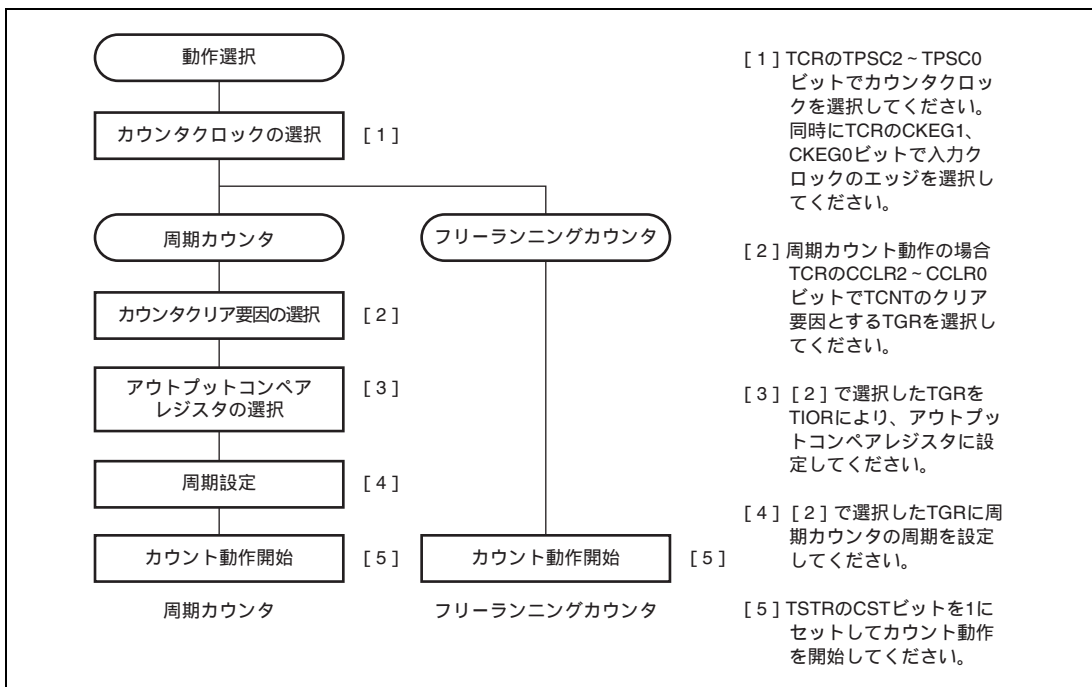 動作選択
カウンタクロックの選択 [1]
周期カウンタ フリーランニングカウンタ
カウンタクリア要因の選択 [2]
アウトプットコンペア
レジスタの選択 [3]
周期設定 [4]
カウント動作開始 [5] カウント動作開始 [5]
周期カウンタ フリーランニングカウンタ
[1] TCRのTPSC2~TPSC0
ビットでカウンタクロッ
クを選択してください。
同時にTCRのCKEG1、
CKEG0ビットで入力ク
ロックのエッジを選択し
てください。
[2] 周期カウント動作の場合
TCRのCCLR2~CCLR0
ビットでTCNTのクリア
要因とするTGRを選択し
てください。
[3] [2]で選択したTGRを
TIORにより、アウトプッ
トコンペアレジスタに設
定してください。
[4] [2]で選択したTGRに周
期カウンタの周期を設定
してください。
[5] TSTRのCSTビットを1に
セットしてカウント動作
を開始してください。